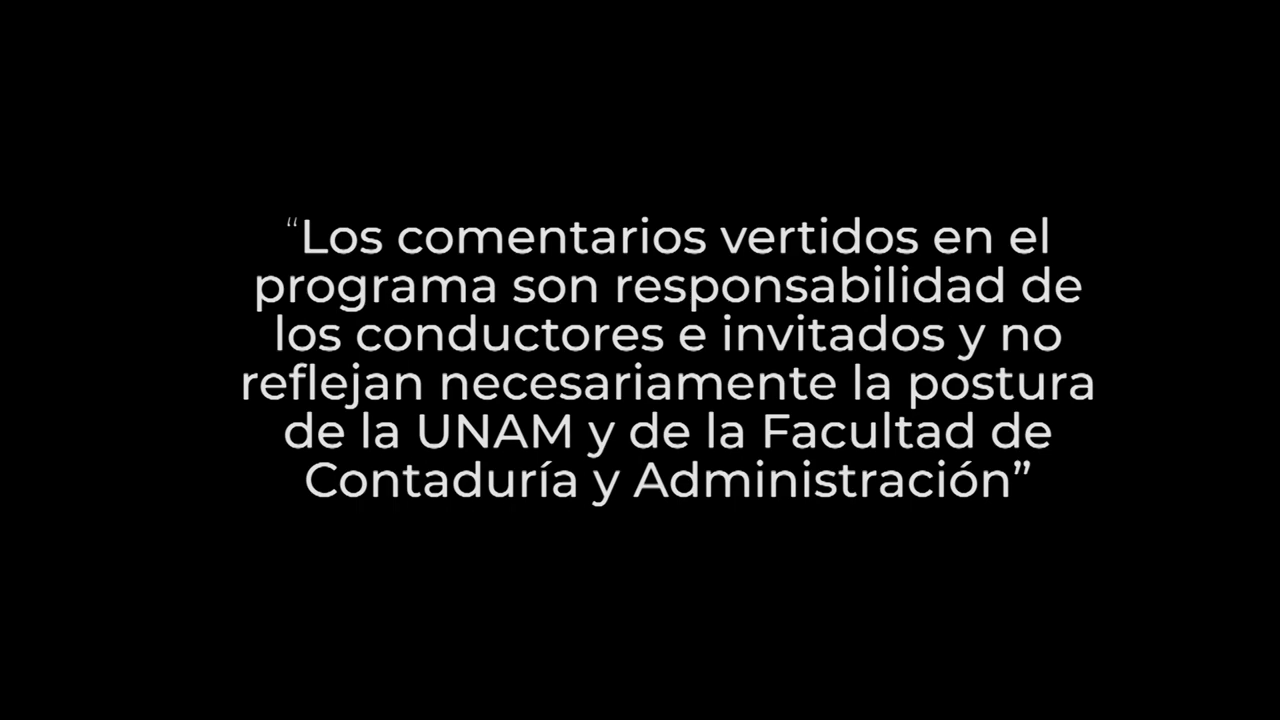 “Los comentarios vertidos en el
programa son responsabilidad de
los conductores e invitados y no
reflejan necesariamente la postura
de la UNAM y de la Facultad de
Contaduría y Administración”